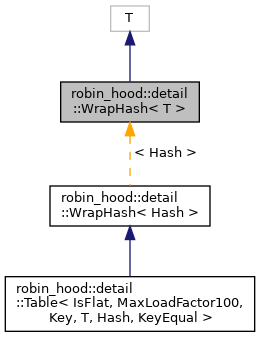 T
robin_hood::detail
::WrapHash< T >
< Hash >
robin_hood::detail
::WrapHash< Hash >
robin_hood::detail
::Table< IsFlat, MaxLoadFactor100,
Key, T, Hash, KeyEqual >